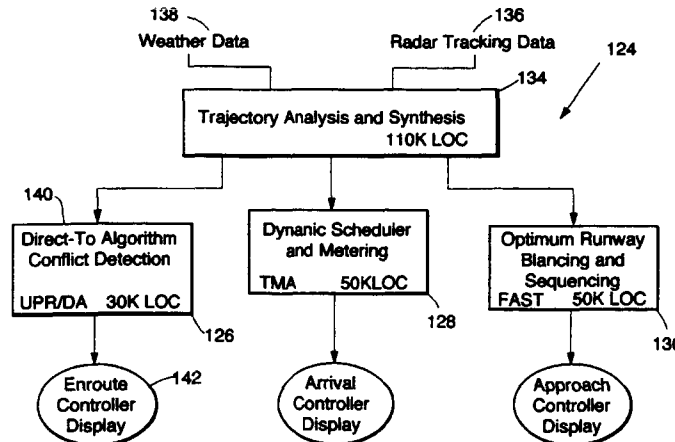 138
Weather Data
136
Radar Tracking Data
124
134
Trajectory Analysis and Synthesis
110K LOC
140
Direct-To Algorithm
Conflict Detection
UPR/DA 30K LOC
126
Dynanic Scheduler
and Metering
TMA 50KLOC
128
Optimum Runway
Blancing and
Sequencing
FAST 50K LOC
130
Enroute
Controller
Display
142
Arrival
Controller
Display
Approach
Controller
Display